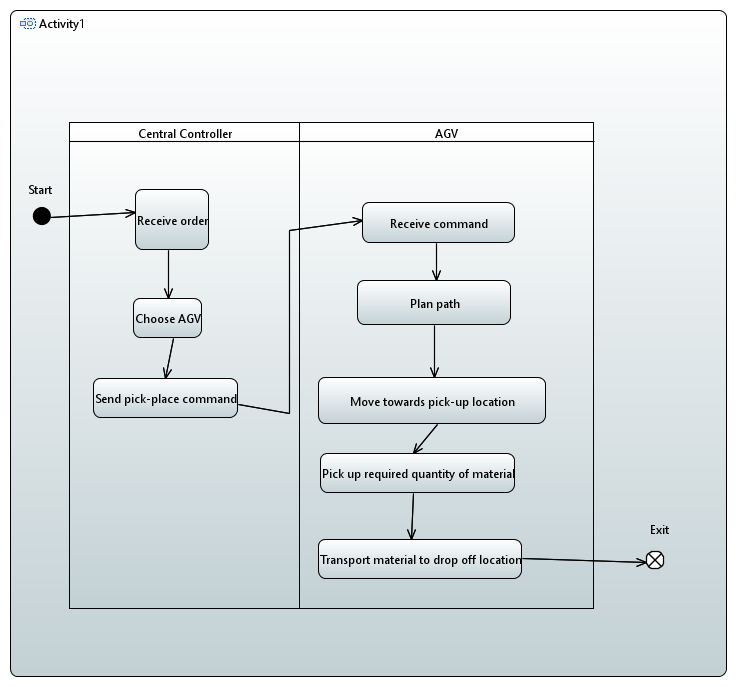 Activity1
Central Controller
AGV
Start
Receive order
Receive command
Choose AGV
Plan path
Send pick-place command
Move towards pick-up location
Pick up required quantity of material
Transport material to drop off location
Exit